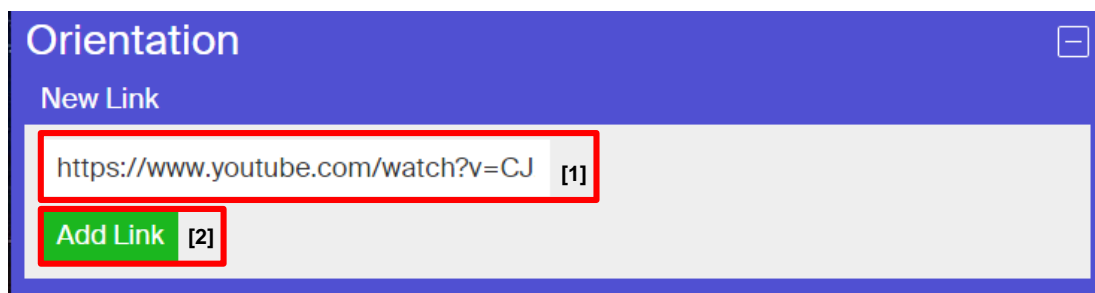 Orientation
New Link
https://www.youtube.com/watch?v=CJ [1]
Add Link [2]